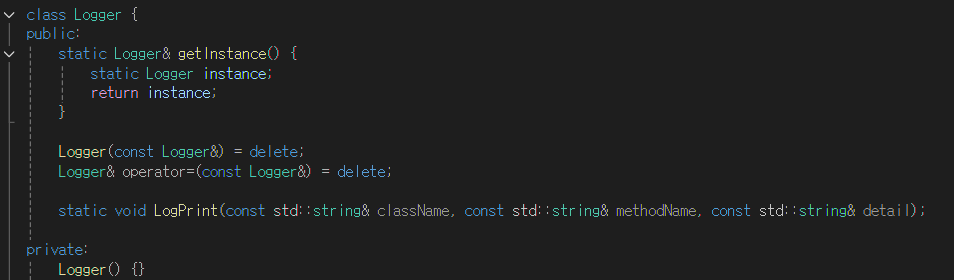 class Logger {
public:
static Logger& getInstance() {
static Logger instance;
return instance;
}
Logger(const Logger&) = delete;
Logger& operator=(const Logger&) = delete;
static void LogPrint(const std::string& className, const std::string& methodName, const std::string& detail);
private:
Logger() {}